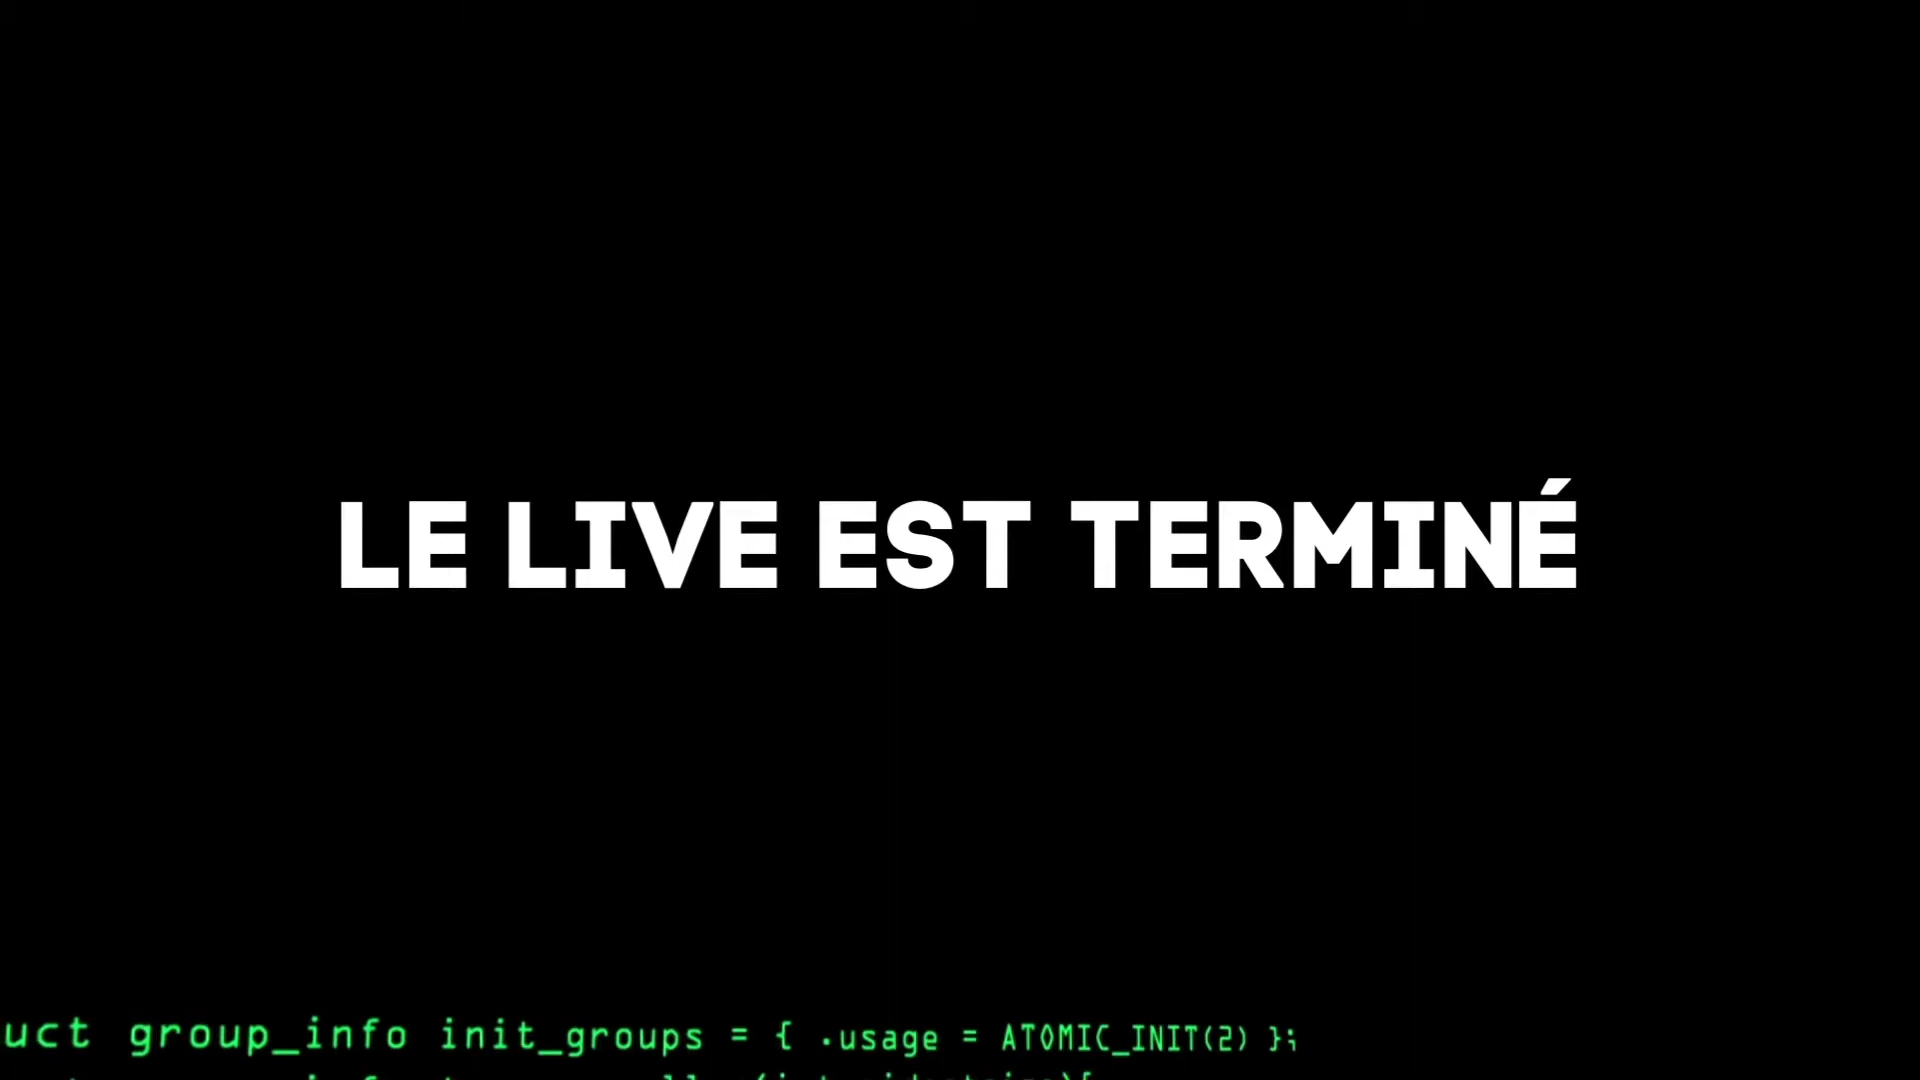 LE LIVE EST TERMINÉ
uct group_info init_groups = { .usage = ATOMIC_INIT(2) };